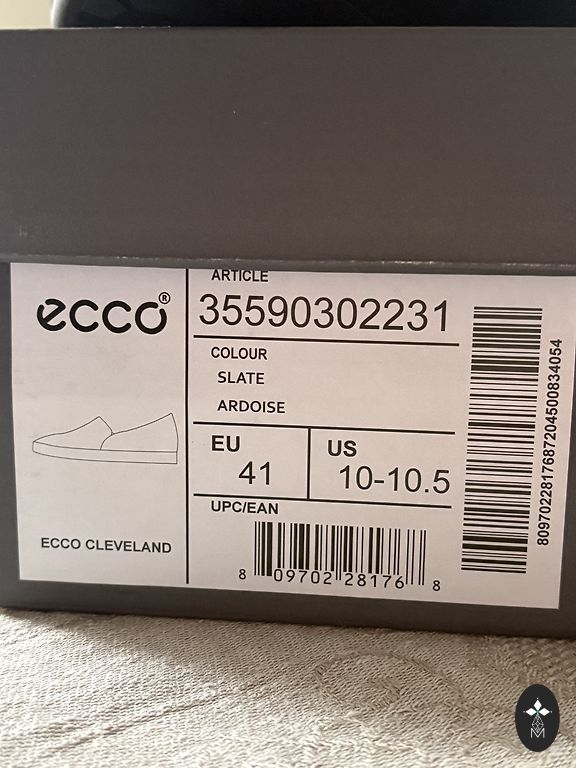 ecco®
ECCO CLEVELAND
ARTICLE
35590302231
COLOUR
SLATE
ARDOISE
EU
41
US
10-10.5
UPC/EAN
8 09702 28176 8
8097022817687204500834054
M